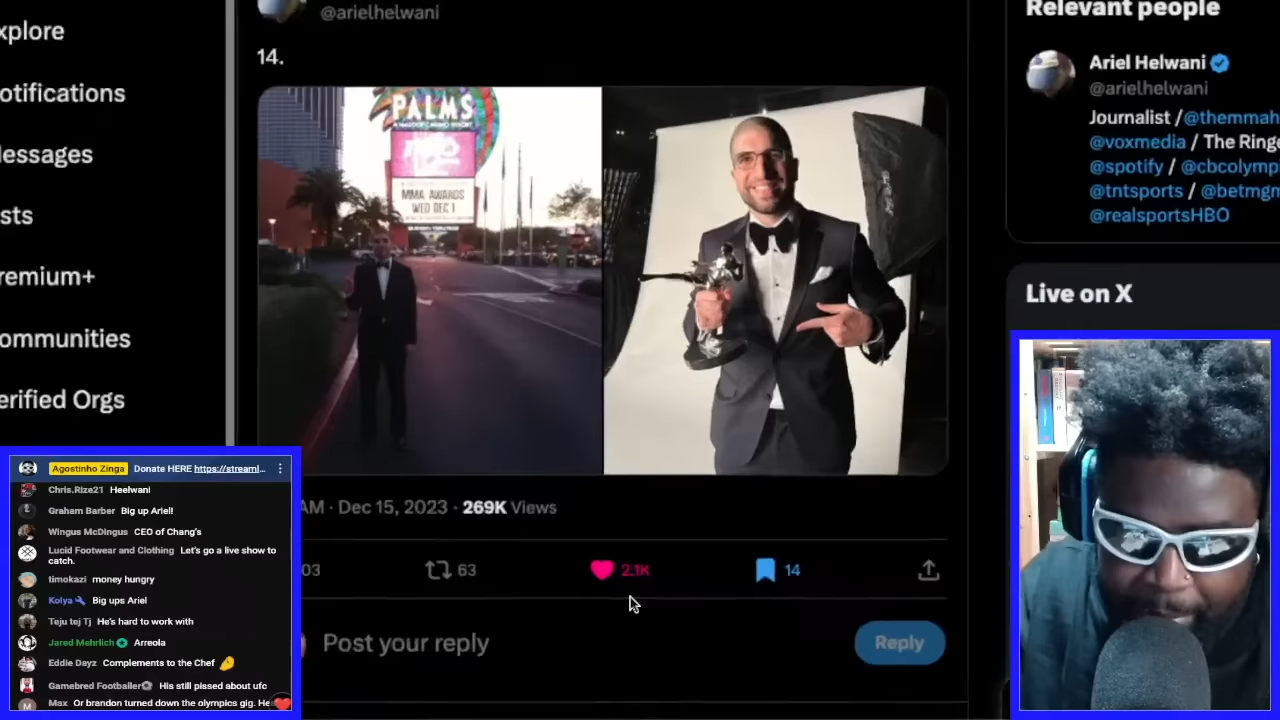 xplore
otifications
lessages
sts
remium+
ommunities
erified Orgs
@arielhelwani
14.
PALMS
MMA AWARDS
WED DEC 1
AM · Dec 15, 2023 · 269K Views
03
63
2.1K
14
Post your reply
Reply
Relevant people
Ariel Helwani
@arielhelwani
Journalist / @themmah
@voxmedia / The Ringe
@spotify / @cbcolymp
@tntsports / @betmgm
@realsportsHBO
Live on X
Agostinho Zinga Donate HERE https://streaml...
Chris.Rize21 Heelwani
Graham Barber Big up Ariel!
Wingus McDingus CEO of Chang's
Lucid Footwear and Clothing Let's go a live show to
catch.
timokazi money hungry
Kolya Big ups Ariel
Teju tej Tj He's hard to work with
Jared Mehrlich Arreola
Eddie Dayz Complements to the Chef
Gamebred Footballer His still pissed about ufc
M
Max Or brandon turned down the olympics gig. He